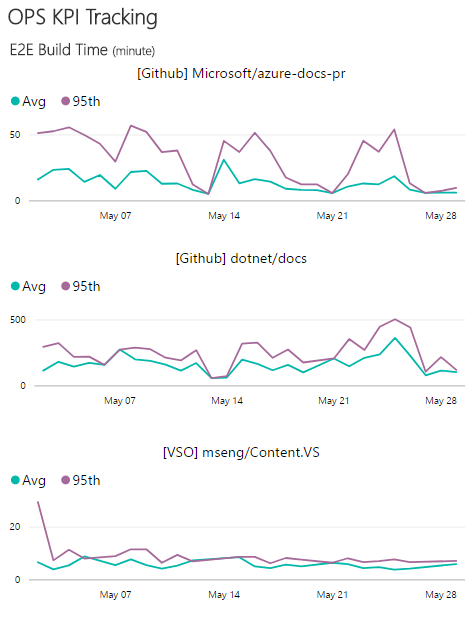 OPS KPI Tracking
E2E Build Time (minute)
[Github] Microsoft/azure-docs-pr
Avg 95th
50
0
May 07 May 14 May 21 May 28
[Github] dotnet/docs
Avg 95th
500
0
May 07 May 14 May 21 May 28
[VSO] mseng/Content.VS
Avg 95th
20
0
May 07 May 14 May 21 May 28